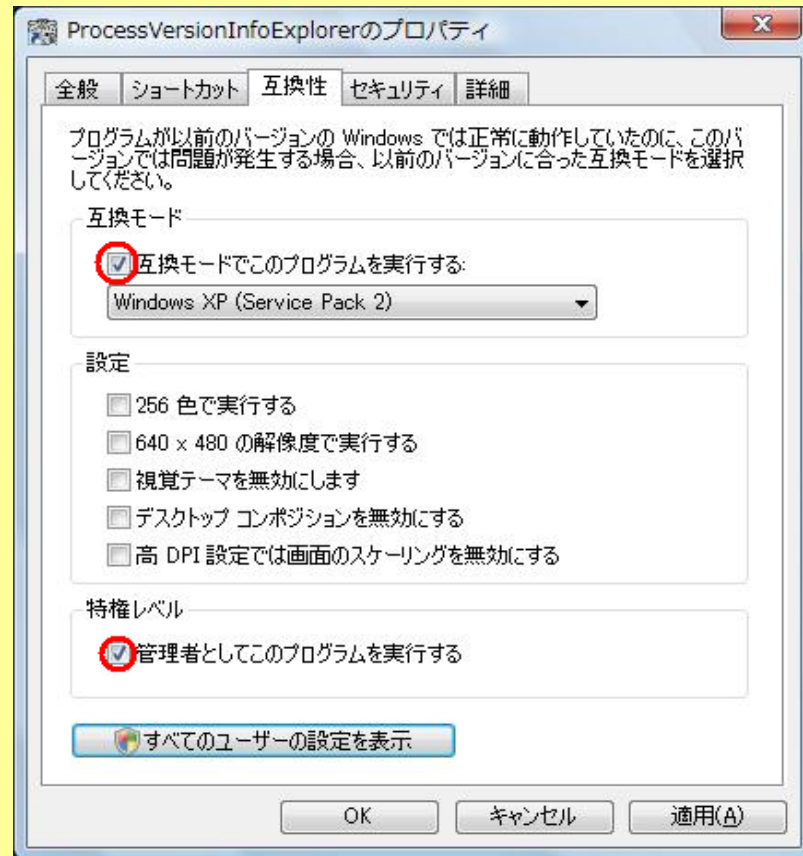 ProcessVersionInfoExplorerのプロパティ
全般 ショートカット 互換性 セキュリティ 詳細
プログラムが以前のバージョンの Windows では正常に動作していたのに、このバ
ージョンでは問題が発生する場合、以前のバージョンに合った互換モードを選択
してください。
互換モード
互換モードでこのプログラムを実行する:
Windows XP (Service Pack 2)
設定
256 色で実行する
640 x 480 の解像度で実行する
視覚テーマを無効にします
デスクトップ コンポジションを無効にする
高 DPI 設定では画面のスケーリングを無効にする
特権レベル
管理者としてこのプログラムを実行する
すべてのユーザーの設定を表示
OK キャンセル 適用(A)